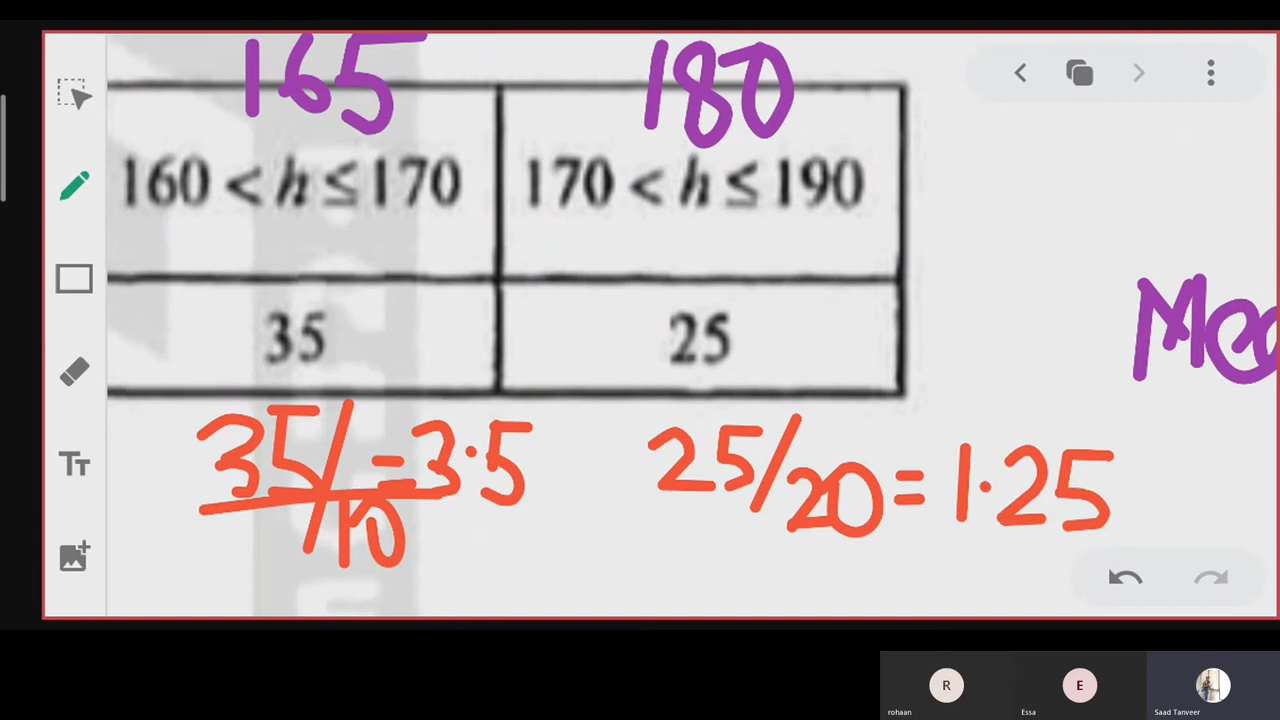 165 180
160 < h ≤ 170 170 < h ≤ 190
Mea
35 25
35/10 = 3.5 25/20 = 1.25
Tт
R E
rohaan Essa Saad Tanveer